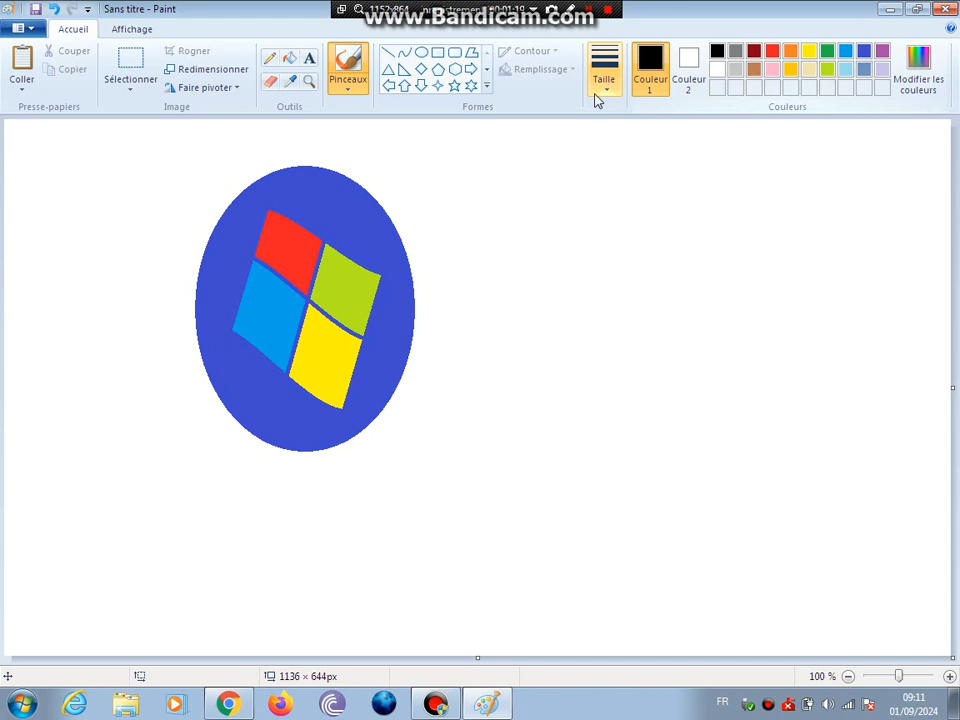 Sans titre - Paint
www.Bandicam.com
Accueil
Affichage
Coller
Couper
Copier
Presse-papiers
Sélectionner
Rogner
Redimensionner
Faire pivoter
Image
Outils
Pinceaux
Contour
Remplissage
Formes
Taille
Couleur
1
Couleur
2
Modifier les
couleurs
Couleurs
1136 × 644px
100 %
FR
09:11
01/09/2024